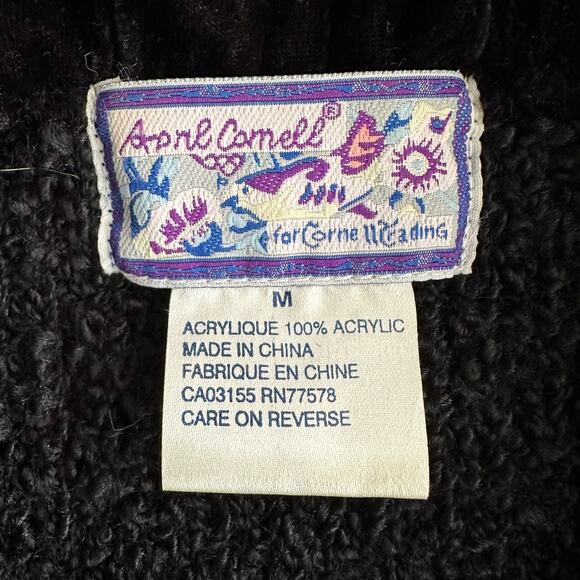 April Cornell®
for Cornell Trading
M
ACRYLIQUE 100% ACRYLIC
MADE IN CHINA
FABRIQUE EN CHINE
CA03155 RN77578
CARE ON REVERSE